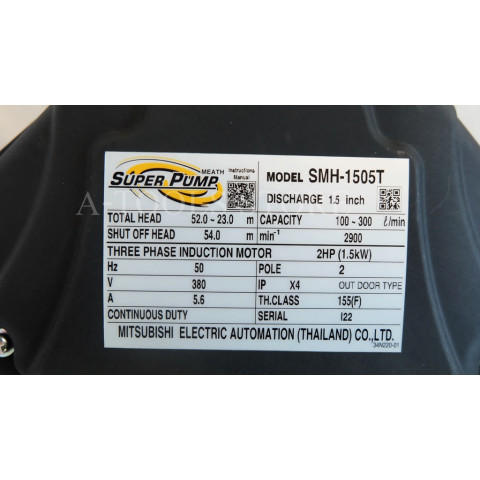 SUPER PUMP
MEATH
Instructions Manual
MODEL SMH-1505T
DISCHARGE 1.5 inch
TOTAL HEAD 52.0~23.0 m CAPACITY 100~300 ℓ/min
SHUT OFF HEAD 54.0 m min⁻¹ 2900
THREE PHASE INDUCTION MOTOR 2HP (1.5kW)
Hz 50 POLE 2
V 380 IP X4 OUT DOOR TYPE
A 5.6 TH.CLASS 155(F)
CONTINUOUS DUTY SERIAL I22
MITSUBISHI ELECTRIC AUTOMATION (THAILAND) CO.,LTD.
34N220-01